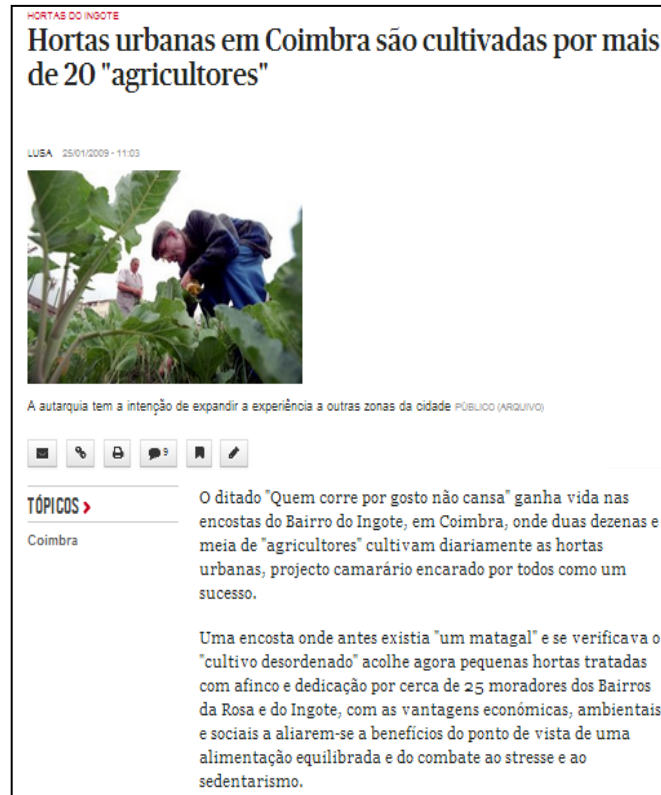 HORTAS DO INGOTE
Hortas urbanas em Coimbra são cultivadas por mais
de 20 "agricultores"
LUSA 25/01/2009 - 11:03
A autarquia tem a intenção de expandir a experiência a outras zonas da cidade PÚBLICO (ARQUIVO)
9
TÓPICOS >
Coimbra
O ditado "Quem corre por gosto não cansa" ganha vida nas
encostas do Bairro do Ingote, em Coimbra, onde duas dezenas e
meia de "agricultores" cultivam diariamente as hortas
urbanas, projecto camarário encarado por todos como um
sucesso.
Uma encosta onde antes existia "um matagal" e se verificava o
"cultivo desordenado" acolhe agora pequenas hortas tratadas
com afinco e dedicação por cerca de 25 moradores dos Bairros
da Rosa e do Ingote, com as vantagens económicas, ambientais
e sociais a aliarem-se a benefícios do ponto de vista de uma
alimentação equilibrada e do combate ao stresse e ao
sedentarismo.